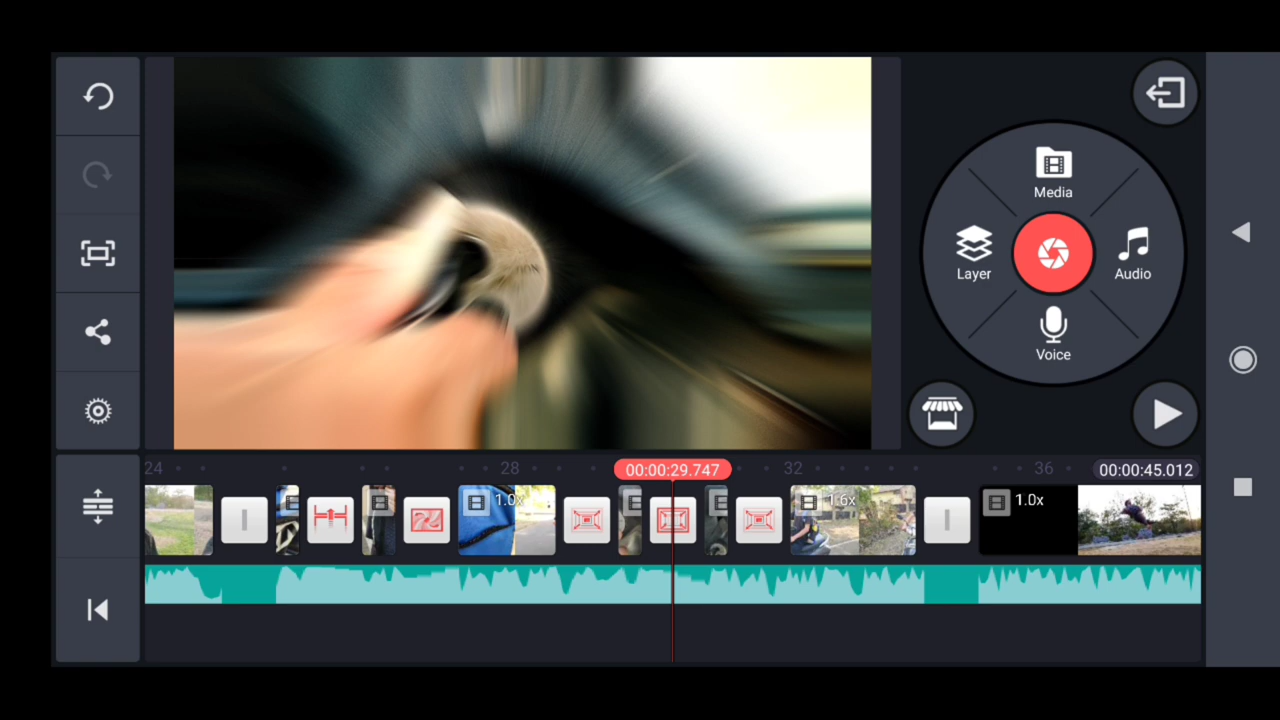 Media
Layer
Audio
Voice
24
28
00:00:29.747
32
36
00:00:45.012
1.0x
1.6x
1.0x